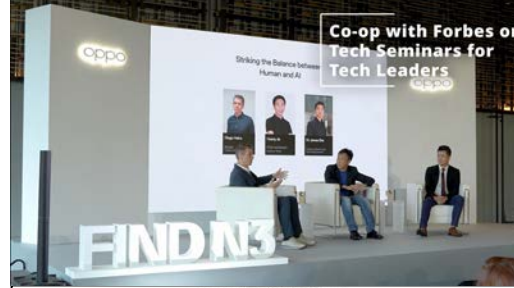 Co-op with Forbes on
Tech Seminars for
Tech Leaders
oppo
oppo
Striking the Balance between
Human and AI
FIND N3